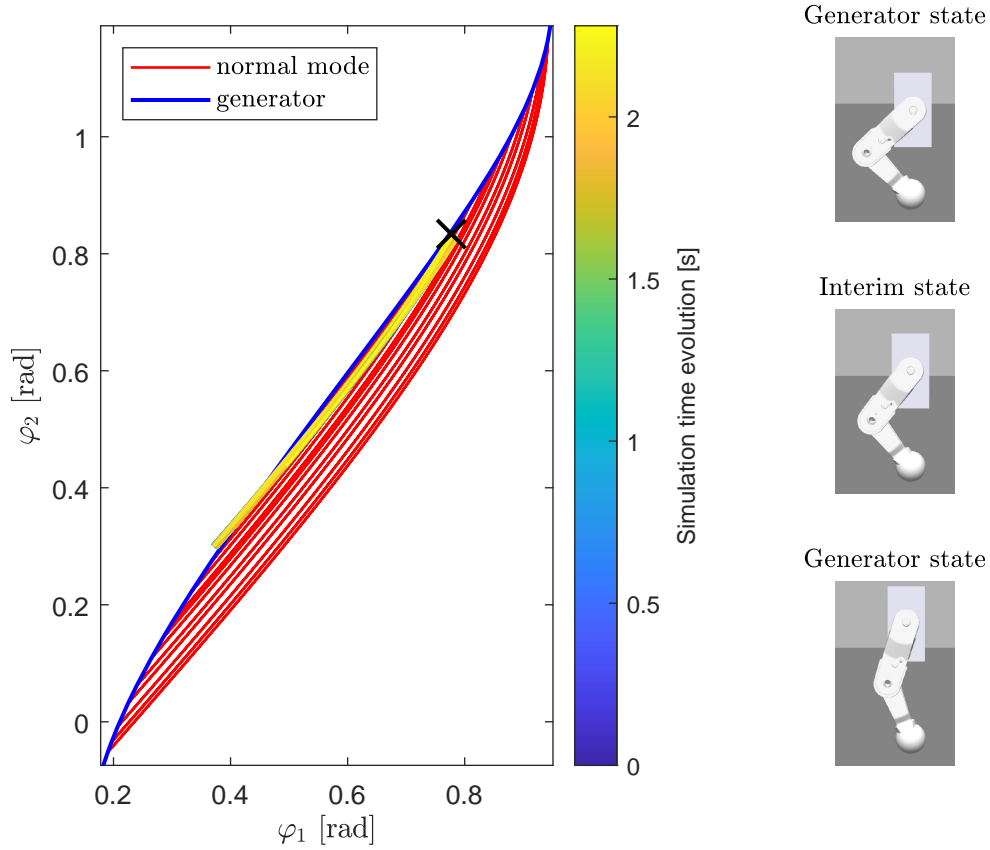 normal mode
generator
1
0.8
0.6
0.4
0.2
0
φ₂ [rad]
0.2 0.4 0.6 0.8
φ₁ [rad]
2
1.5
1
0.5
0
Simulation time evolution [s]
Generator state
Interim state
Generator state